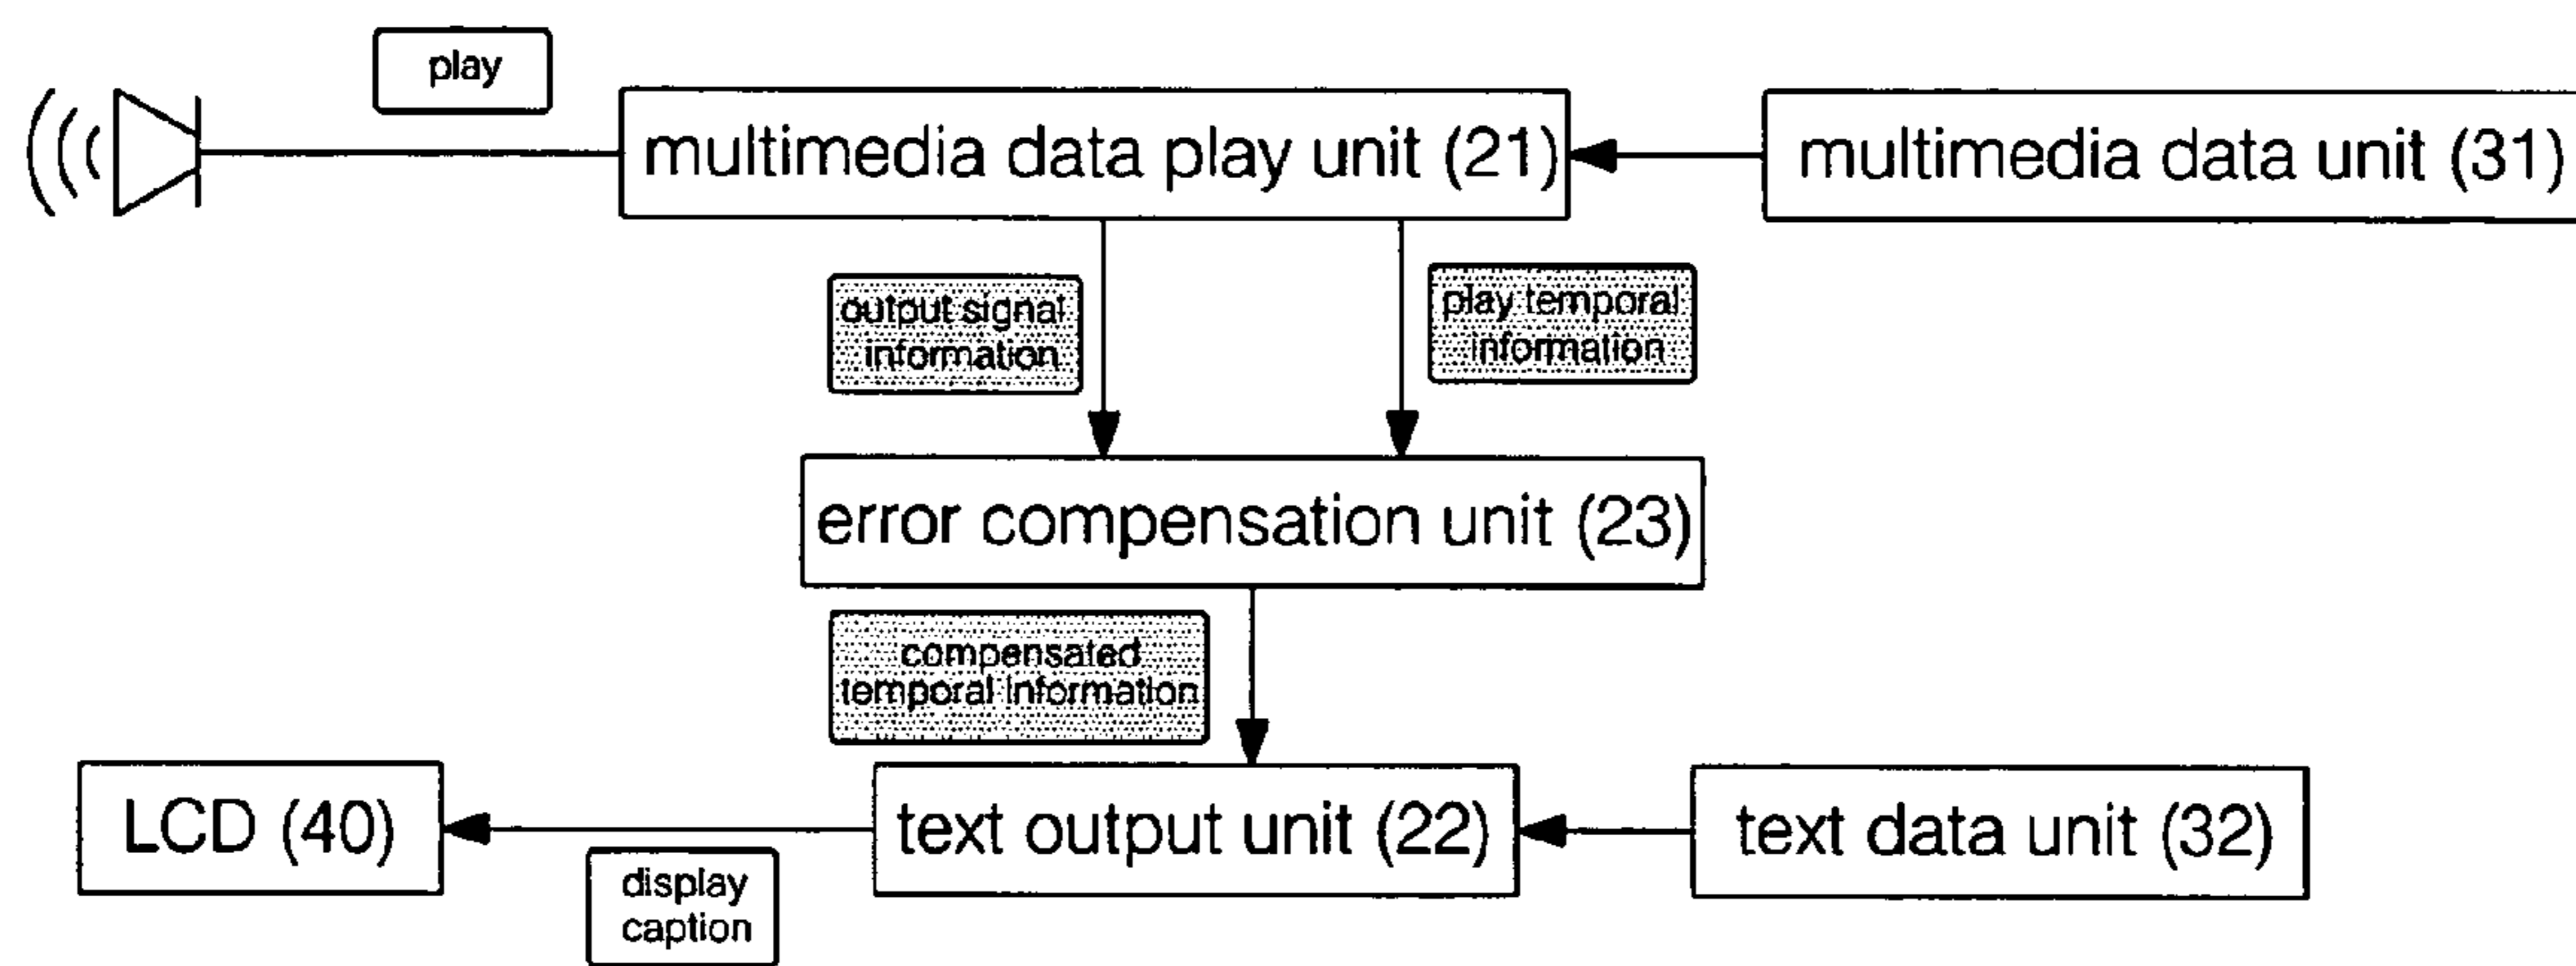 play
multimedia data play unit (21)
multimedia data unit (31)
output signal
information
play temporal
information
error compensation unit (23)
compensated
temporal information
LCD (40)
display
caption
text output unit (22)
text data unit (32)